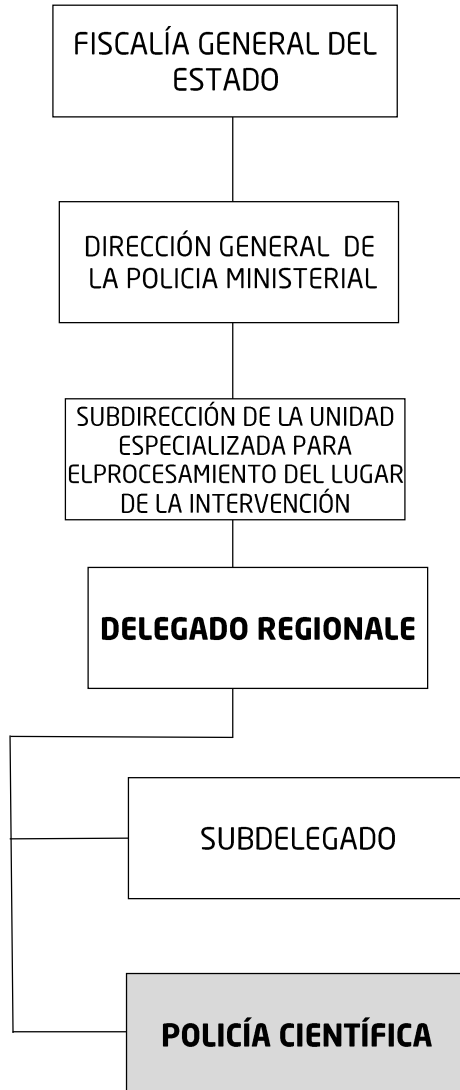 FISCALÍA GENERAL DEL
ESTADO
DIRECCIÓN GENERAL DE
LA POLICIA MINISTERIAL
SUBDIRECCIÓN DE LA UNIDAD
ESPECIALIZADA PARA
ELPROCESAMIENTO DEL LUGAR
DE LA INTERVENCIÓN
DELEGADO REGIONALE
SUBDELEGADO
POLICÍA CIENTÍFICA